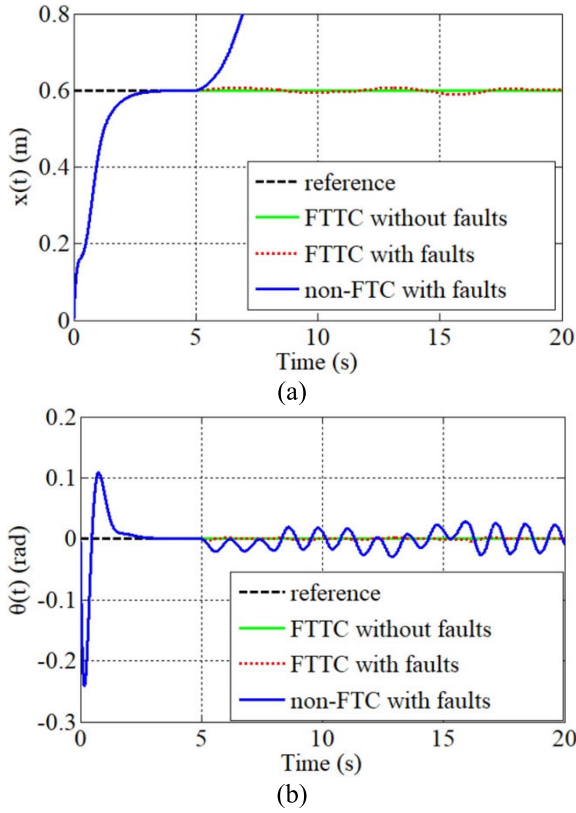 0.8
0.6
0.4
0.2
0
x(t) (m)
reference
FTTC without faults
FTTC with faults
non-FTC with faults
0 5 10 15 20
Time (s)
(a)
0.2
0.1
0
-0.1
-0.2
-0.3
θ(t) (rad)
reference
FTTC without faults
FTTC with faults
non-FTC with faults
0 5 10 15 20
Time (s)
(b)